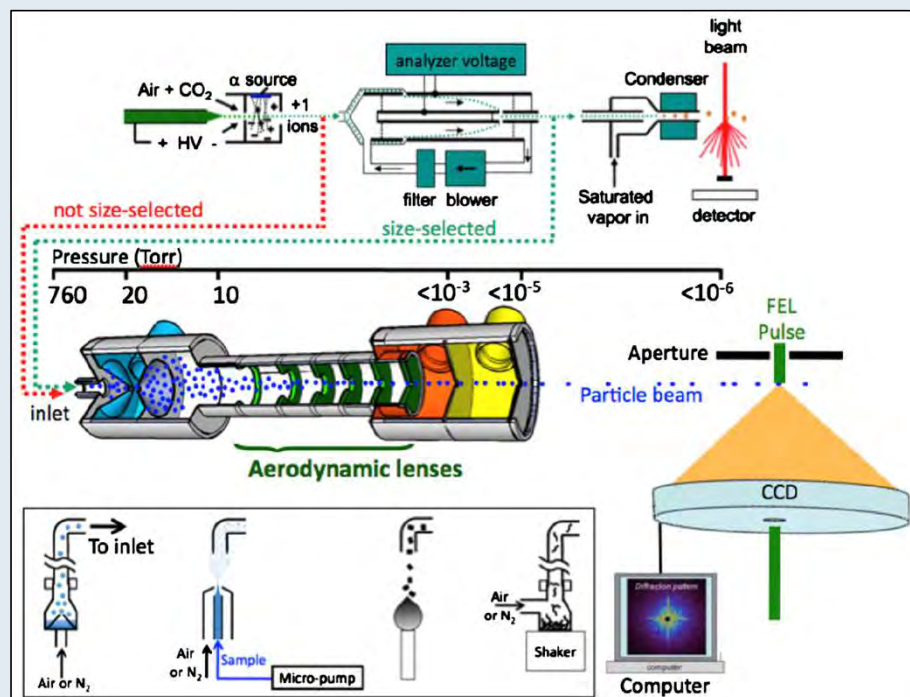 analyzer voltage
light
beam
Air + CO₂
α source
Condenser
+1
ions
+ HV -
filter
blower
Saturated
vapor in
detector
not size-selected
size-selected
Pressure (Torr)
760
20
10
<10⁻³
<10⁻⁵
<10⁻⁶
FEL
Pulse
Aperture
inlet
Particle beam
Aerodynamic lenses
CCD
To inlet
Air or N₂
Air
or N₂
Sample
Micro-pump
Air
or N₂
Shaker
Diffraction pattern
computer
Computer